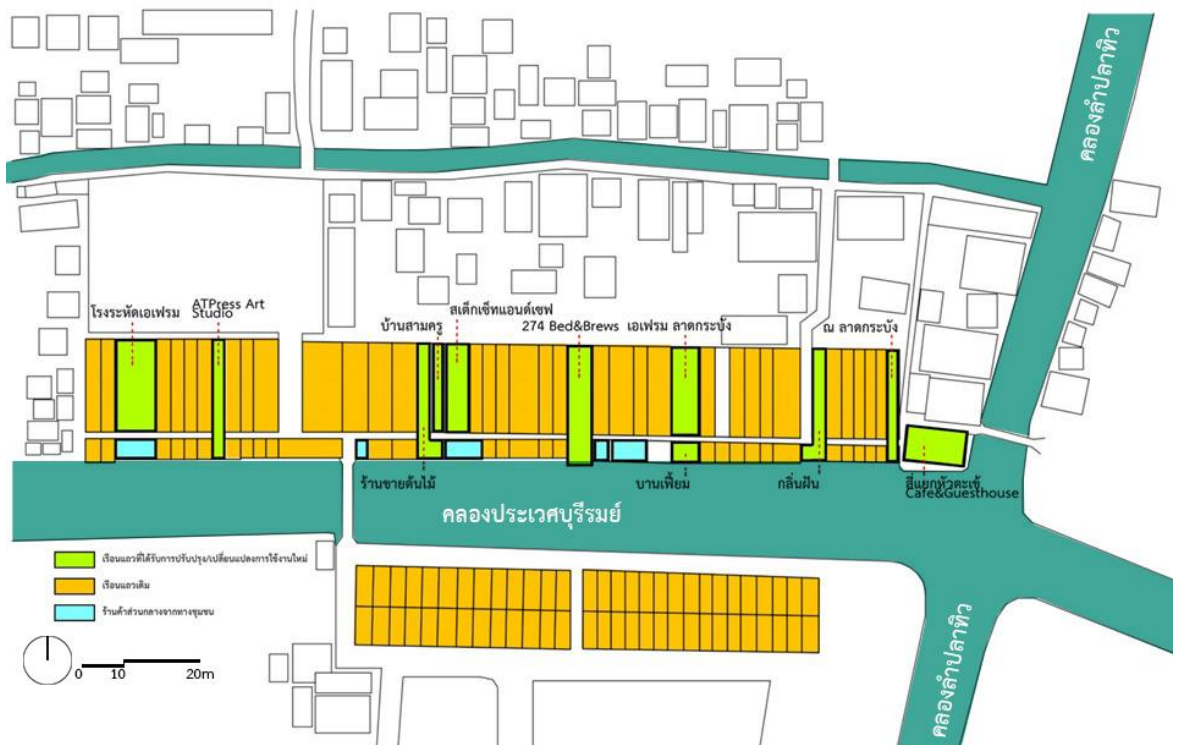 คลองลำปลาทิว
โรงระหัดเอเฟรม
ATPress Art
Studio
บ้านสามครู
สเต็กเช็ทแอนด์เชฟ
274 Bed&Brews
เอเฟรม ลาดกระบัง
ณ ลาดกระบัง
ร้านขายต้นไม้
บานเฟี้ยม
กลิ่นฝัน
สี่แยกหัวตะเข้
Cafe&Guesthouse
คลองประเวศบุรีรมย์
เรือนแถวที่ได้รับการปรับปรุง/เปลี่ยนแปลงการใช้งานใหม่
เรือนแถวเดิม
ร้านค้าส่วนกลางจากทางชุมชน
0 10 20m
คลองลำปลาทิว